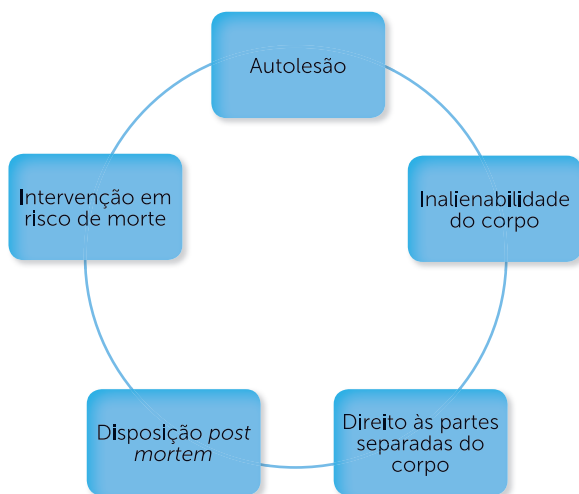 Autolesão
Inalienabilidade
do corpo
Direito às partes
separadas do
corpo
Disposição post
mortem
Intervenção em
risco de morte